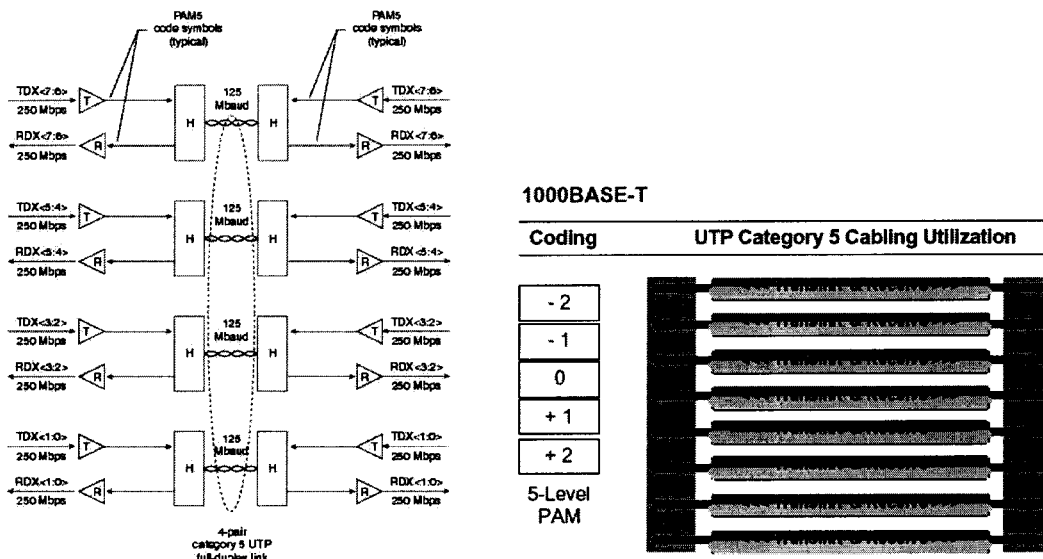 PAM5
code symbols
(typical)
PAM5
code symbols
(typical)
TDX<7:6>
250 Mbps
T
H
125
Mbaud
H
T
TDX<7:6>
250 Mbps
RDX<7:6>
250 Mbps
R
R
RDX<7:6>
250 Mbps
TDX<5:4>
250 Mbps
T
H
125
Mbaud
H
T
TDX<5:4>
250 Mbps
RDX<5:4>
250 Mbps
R
R
RDX<5:4>
250 Mbps
TDX<3:2>
250 Mbps
T
H
125
Mbaud
H
T
TDX<3:2>
250 Mbps
RDX<3:2>
250 Mbps
R
R
RDX<3:2>
250 Mbps
TDX<1:0>
250 Mbps
T
H
125
Mbaud
H
T
TDX<1:0>
250 Mbps
RDX<1:0>
250 Mbps
R
R
RDX<1:0>
250 Mbps
4-pair
category 5 UTP
full-duplex link
1000BASE-T
Coding UTP Category 5 Cabling Utilization
- 2
- 1
0
+ 1
+ 2
5-Level
PAM